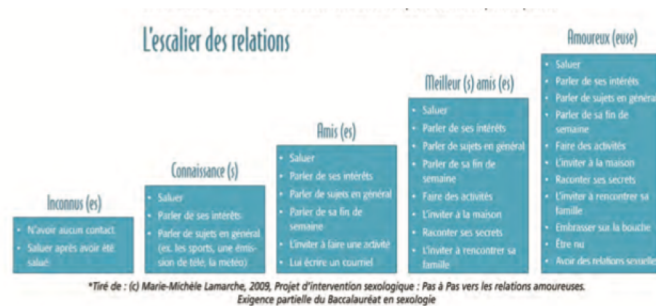 L'escalier des relations
Inconnus (es)
• N'avoir aucun contact
• Saluer après avoir été
salué
Connaissance (s)
• Saluer
• Parler de ses intérêts
• Parler de sujets en général
(ex. les sports, une émis-
sion de télé, la météo)
Amis (es)
• Saluer
• Parler de ses intérêts
• Parler de sujets en général
• Parler de sa fin de
semaine
• L'inviter à faire une activité
• Lui écrire un courriel
Meilleur (s) amis (es)
• Saluer
• Parler de ses intérêts
• Parler de sujets en général
• Parler de sa fin de
semaine
• Faire des activités
• L'inviter à la maison
• Raconter ses secrets
• L'inviter à rencontrer sa
famille
Amoureux (euse)
• Saluer
• Parler de ses intérêts
• Parler de sujets en général
• Parler de sa fin de
semaine
• Faire des activités
• L'inviter à la maison
• Raconter ses secrets
• L'inviter à rencontrer sa
famille
• Embrasser sur la bouche
• Être nu
• Avoir des relations sexuelle
*Tiré de : (c) Marie-Michèle Lamarche, 2009, Projet d'intervention sexologique : Pas à Pas vers les relations amoureuses.
Exigence partielle du Baccalauréat en sexologie